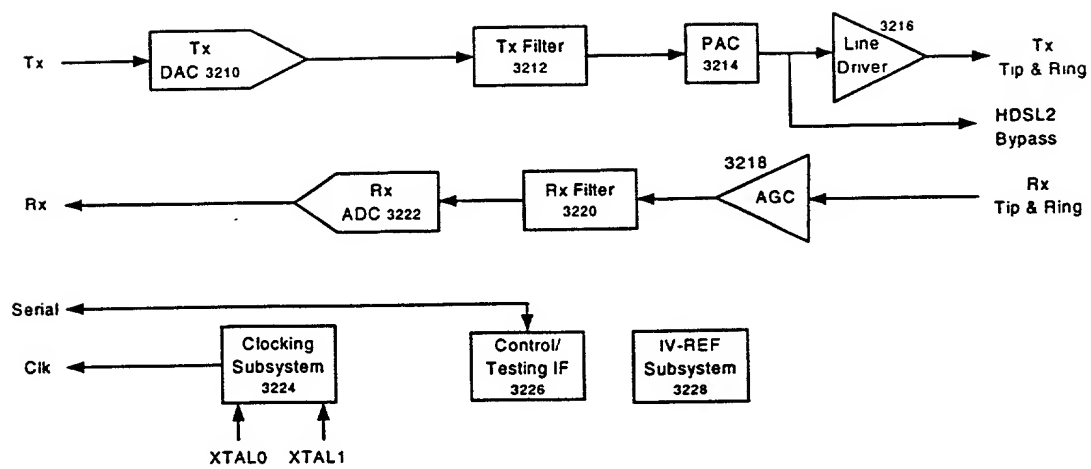 Tx
Tx
DAC 3210
Tx Filter
3212
PAC
3214
3216
Line
Driver
Tx
Tip & Ring
HDSL2
Bypass
Rx
Rx
ADC 3222
Rx Filter
3220
3218
AGC
Rx
Tip & Ring
Serial
Clk
Clocking
Subsystem
3224
Control/
Testing IF
3226
IV-REF
Subsystem
3228
XTAL0 XTAL1